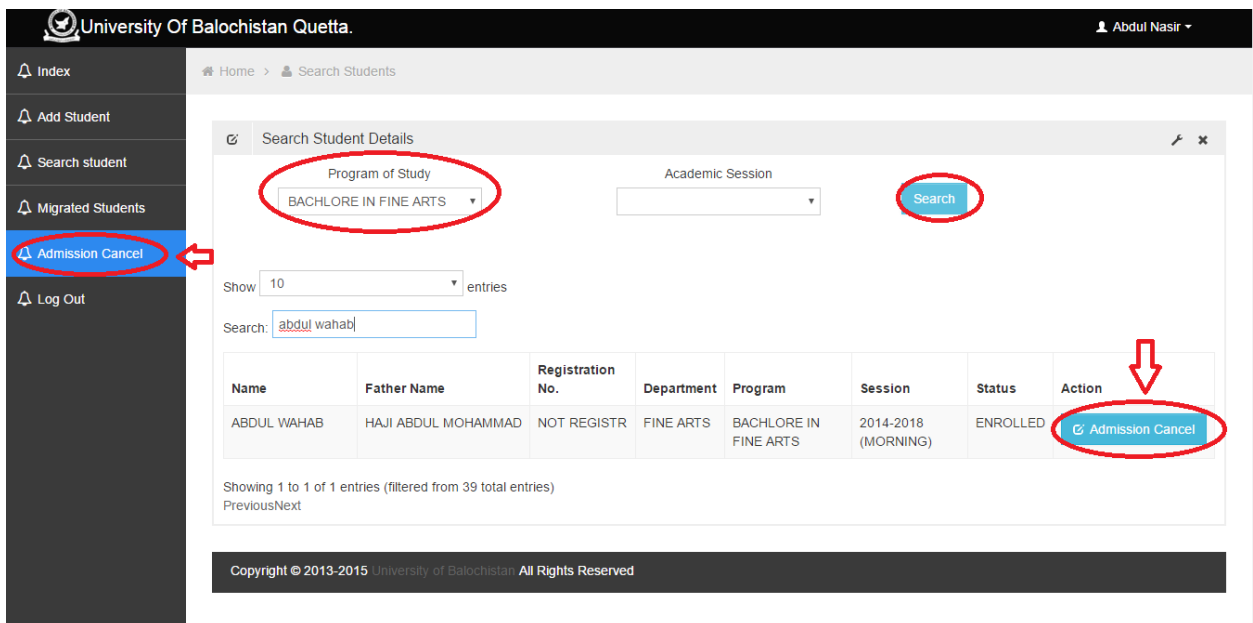 University Of Balochistan Quetta.
Abdul Nasir
Index
Add Student
Search student
Migrated Students
Admission Cancel
Log Out
Home > Search Students
Search Student Details
Program of Study
Academic Session
BACHLORE IN FINE ARTS
Search
Show 10 entries
Search: abdul wahab
Name Father Name Registration No. Department Program Session Status Action
ABDUL WAHAB HAJI ABDUL MOHAMMAD NOT REGISTR FINE ARTS BACHLORE IN FINE ARTS 2014-2018 (MORNING) ENROLLED Admission Cancel
Showing 1 to 1 of 1 entries (filtered from 39 total entries)
PreviousNext
Copyright © 2013-2015 University of Balochistan All Rights Reserved